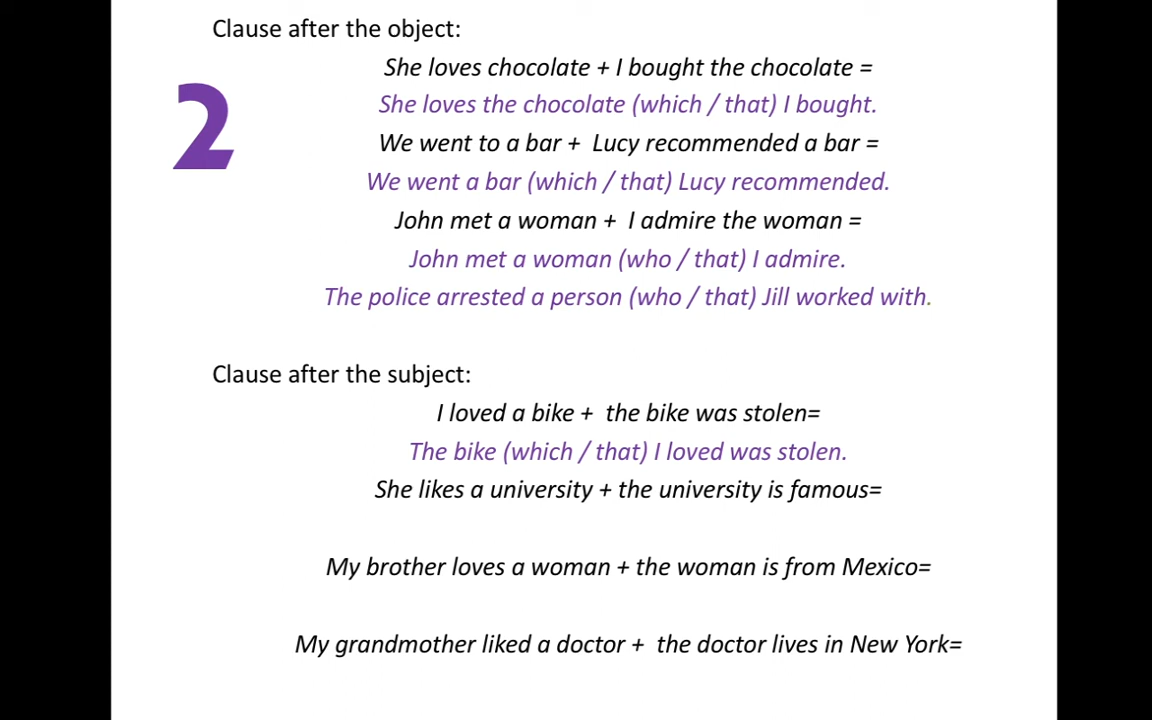 Clause after the object:
She loves chocolate + I bought the chocolate =
2
She loves the chocolate (which / that) I bought.
We went to a bar + Lucy recommended a bar =
We went a bar (which / that) Lucy recommended.
John met a woman + I admire the woman =
John met a woman (who / that) I admire.
The police arrested a person (who / that) Jill worked with.
Clause after the subject:
I loved a bike + the bike was stolen=
The bike (which / that) I loved was stolen.
She likes a university + the university is famous=
My brother loves a woman + the woman is from Mexico=
My grandmother liked a doctor + the doctor lives in New York=